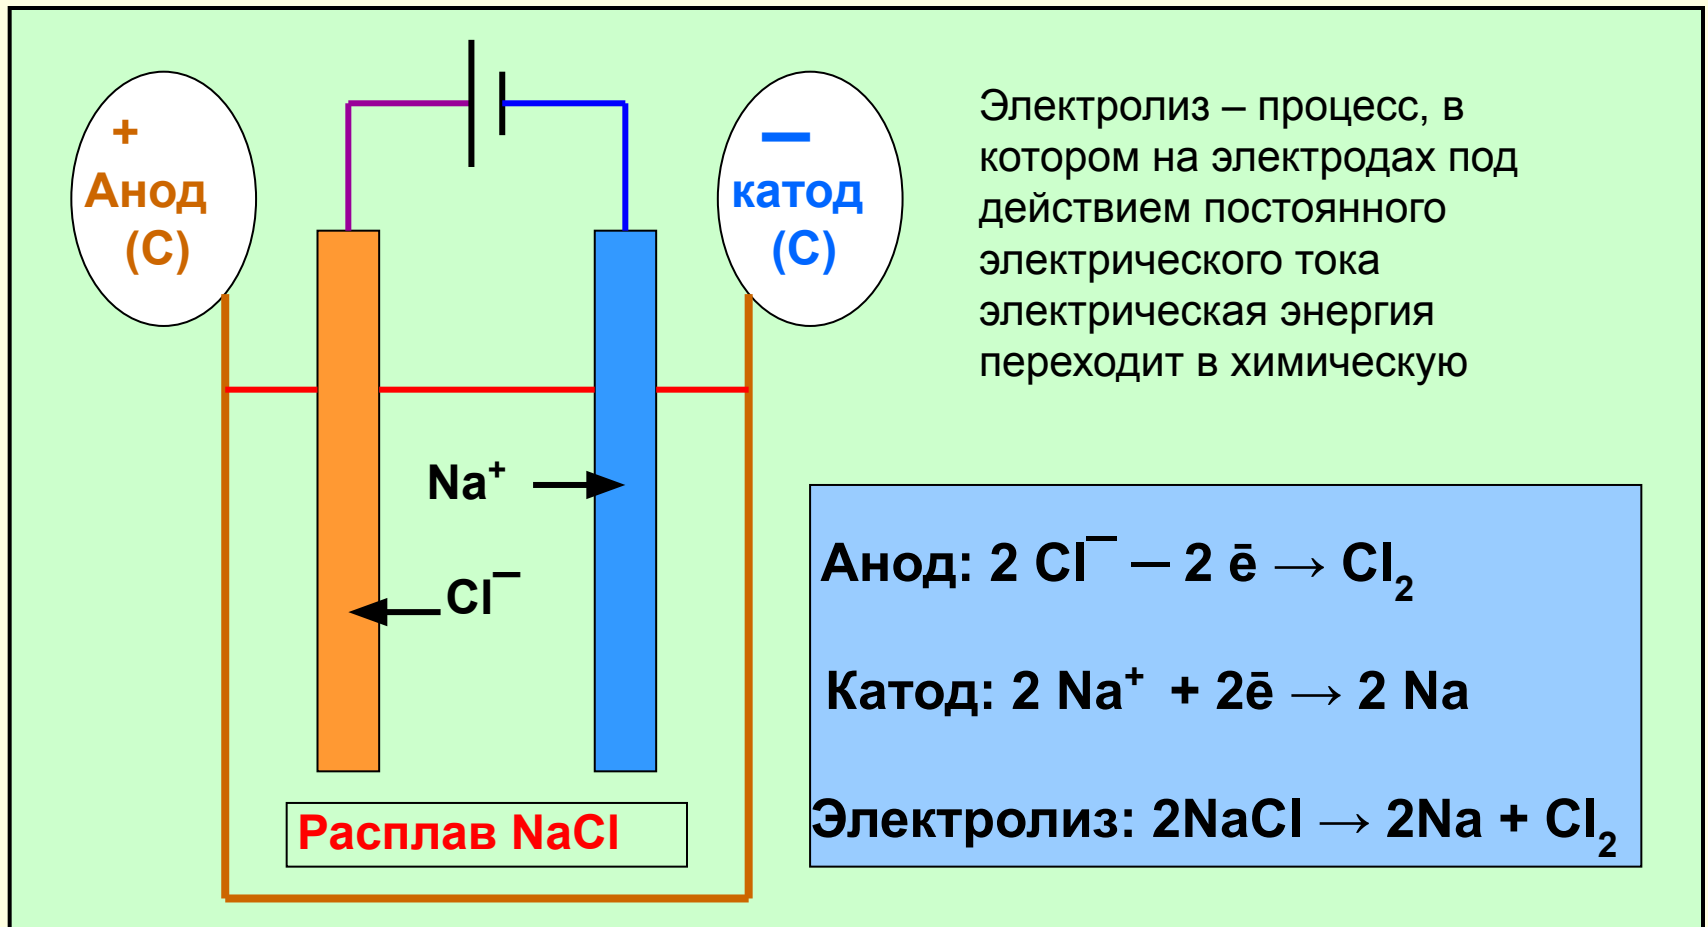 +
Анод
(C)
—
катод
(C)
Электролиз – процесс, в
котором на электродах под
действием постоянного
электрического тока
электрическая энергия
переходит в химическую
Na⁺
Cl¯
Расплав NaCl
Анод: 2 Cl¯ — 2 ē → Cl₂
Катод: 2 Na⁺ + 2ē → 2 Na
Электролиз: 2NaCl → 2Na + Cl₂